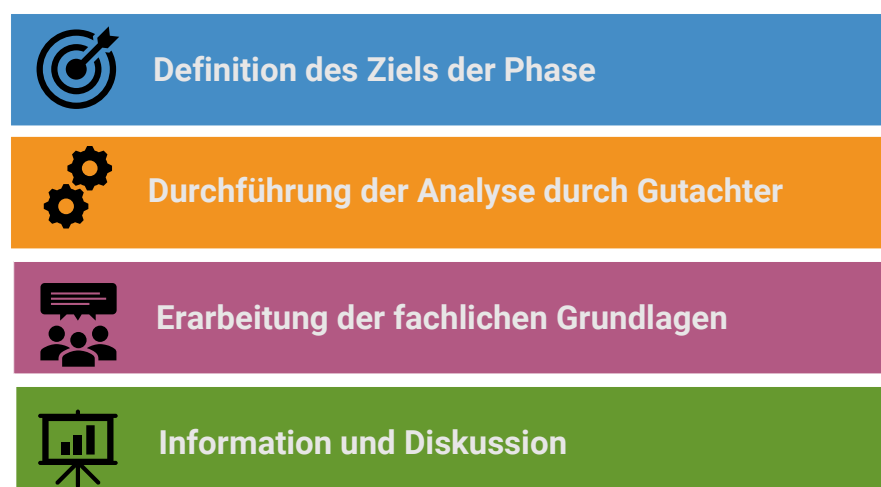 Definition des Ziels der Phase
Durchführung der Analyse durch Gutachter
Erarbeitung der fachlichen Grundlagen
Information und Diskussion